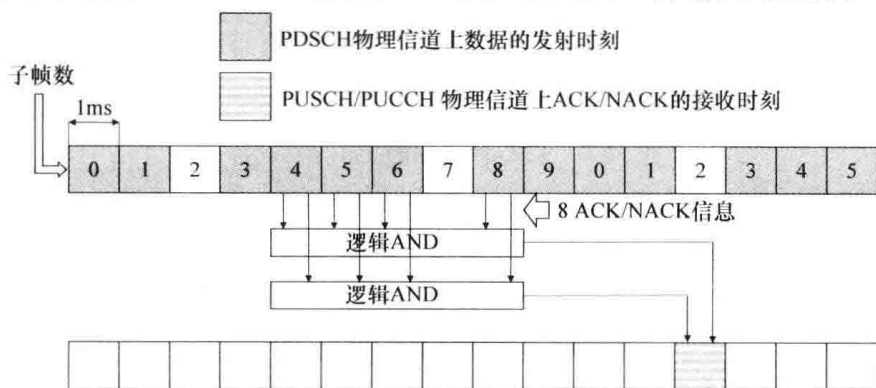 PDSCH物理信道上数据的发射时刻
子帧数
PUSCH/PUCCH 物理信道上ACK/NACK的接收时刻
1ms
0 1 2 3 4 5 6 7 8 9 0 1 2 3 4 5
8 ACK/NACK信息
逻辑AND
逻辑AND